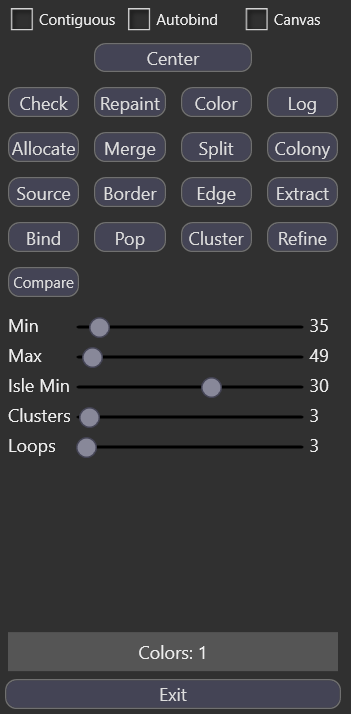 Contiguous Autobind Canvas
Center
Check Repaint Color Log
Allocate Merge Split Colony
Source Border Edge Extract
Bind Pop Cluster Refine
Compare
Min 35
Max 49
Isle Min 30
Clusters 3
Loops 3
Colors: 1
Exit